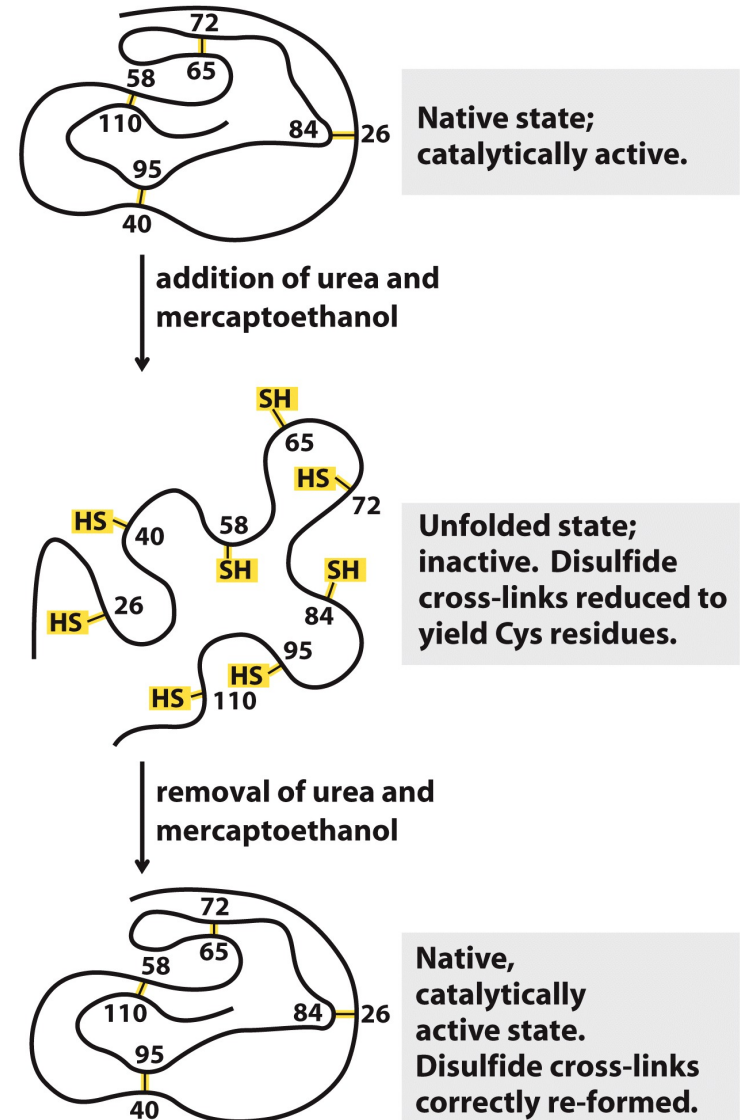 72
58
65
110
84
26
95
40
Native state;
catalytically active.
addition of urea and
mercaptoethanol
SH
65
HS
72
HS
40
58
SH
SH
26
HS
84
95
HS
HS
110
Unfolded state;
inactive. Disulfide
cross-links reduced to
yield Cys residues.
removal of urea and
mercaptoethanol
72
58
65
110
84
26
95
40
Native,
catalytically
active state.
Disulfide cross-links
correctly re-formed.